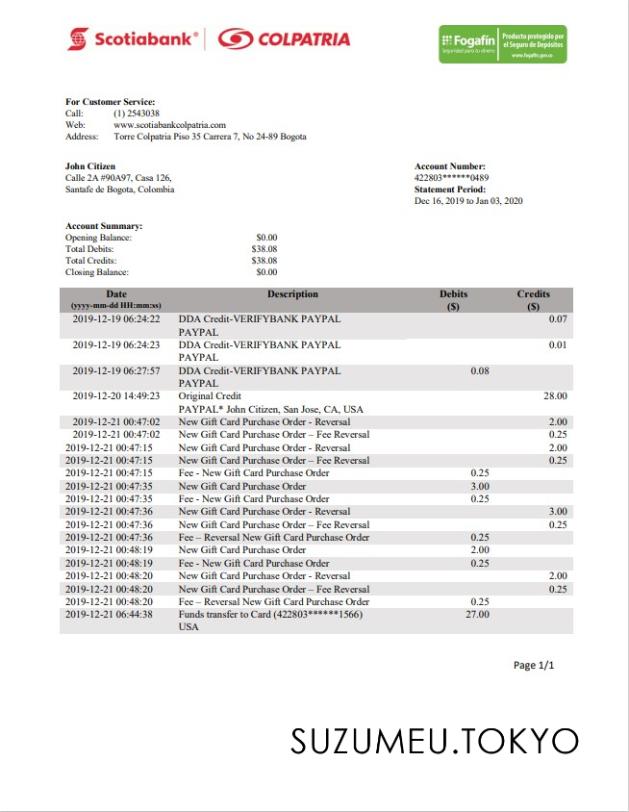 Scotiabank® COLPATRIA
Fogafín
Seguridad para tu dinero
Producto protegido por
el Seguro de Depósitos
www.fogafin.gov.co
For Customer Service:
Call: (1) 2543038
Web: www.scotiabankcolpatria.com
Address: Torre Colpatria Piso 35 Carrera 7, No 24-89 Bogota
John Citizen
Calle 2A #90A97, Casa 126,
Santafe de Bogota, Colombia
Account Number:
422803******0489
Statement Period:
Dec 16, 2019 to Jan 03, 2020
Account Summary:
Opening Balance: $0.00
Total Debits: $38.08
Total Credits: $38.08
Closing Balance: $0.00
Date Description Debits Credits
(yyyy-mm-dd HH:mm:ss) ($) ($)
2019-12-19 06:24:22 DDA Credit-VERIFYBANK PAYPAL 0.07
PAYPAL
2019-12-19 06:24:23 DDA Credit-VERIFYBANK PAYPAL 0.01
PAYPAL
2019-12-19 06:27:57 DDA Credit-VERIFYBANK PAYPAL 0.08
PAYPAL
2019-12-20 14:49:23 Original Credit 28.00
PAYPAL* John Citizen, San Jose, CA, USA
2019-12-21 00:47:02 New Gift Card Purchase Order - Reversal 2.00
2019-12-21 00:47:02 New Gift Card Purchase Order – Fee Reversal 0.25
2019-12-21 00:47:15 New Gift Card Purchase Order - Reversal 2.00
2019-12-21 00:47:15 New Gift Card Purchase Order – Fee Reversal 0.25
2019-12-21 00:47:15 Fee - New Gift Card Purchase Order 0.25
2019-12-21 00:47:35 New Gift Card Purchase Order 3.00
2019-12-21 00:47:35 Fee - New Gift Card Purchase Order 0.25
2019-12-21 00:47:36 New Gift Card Purchase Order - Reversal 3.00
2019-12-21 00:47:36 New Gift Card Purchase Order – Fee Reversal 0.25
2019-12-21 00:47:36 Fee – Reversal New Gift Card Purchase Order 0.25
2019-12-21 00:48:19 New Gift Card Purchase Order 2.00
2019-12-21 00:48:19 Fee - New Gift Card Purchase Order 0.25
2019-12-21 00:48:20 New Gift Card Purchase Order - Reversal 2.00
2019-12-21 00:48:20 New Gift Card Purchase Order – Fee Reversal 0.25
2019-12-21 00:48:20 Fee – Reversal New Gift Card Purchase Order 0.25
2019-12-21 06:44:38 Funds transfer to Card (422803******1566) 27.00
USA
Page 1/1
SUZUMEU.TOKYO